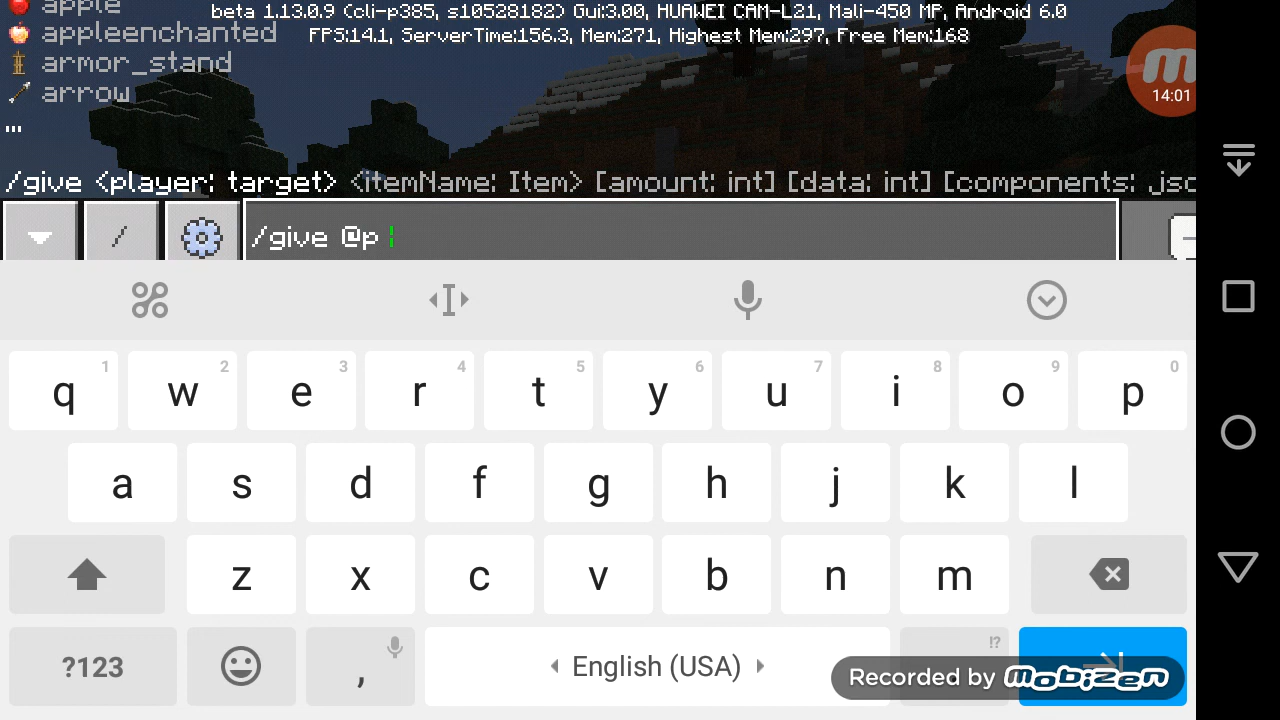 apple
beta 1.13.0.9 (cli-p385, s10528182) Gui:3.00, HUAWEI CAM-L21, Mali-450 MP, Android 6.0
appleenchanted
FPS:14.1, ServerTime:156.3, Mem:271, Highest Mem:297, Free Mem:168
armor_stand
arrow
...
14:01
/give <player: target> <itemName: Item> [amount: int] [data: int] [components: .jsc
/
/give @p
q 1 w 2 e 3 r 4 t 5 y 6 u 7 i 8 o 9 p 0
a s d f g h j k l
z x c v b n m
?123 , English (USA) !?
Recorded by mobizen